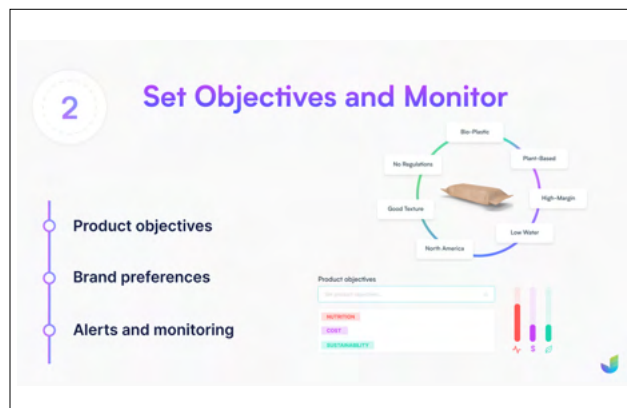 2
Set Objectives and Monitor
Bio-Plastic
No Regulations
Plant-Based
High-Margin
Good Texture
Low Water
North America
Product objectives
Brand preferences
Alerts and monitoring
Product objectives
NUTRITION
COST
SUSTAINABILITY
$